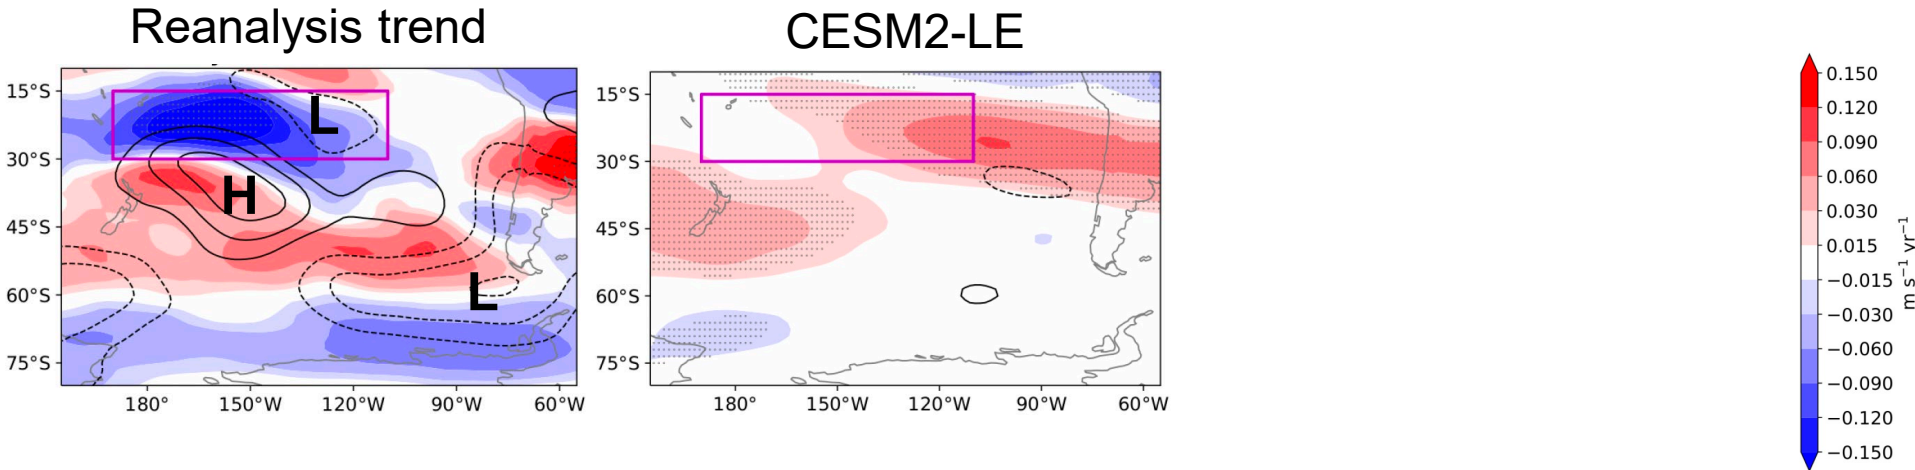 Reanalysis trend
CESM2-LE
15°S
30°S
45°S
60°S
75°S
180°
150°W
120°W
90°W
60°W
L
H
L
15°S
30°S
45°S
60°S
75°S
180°
150°W
120°W
90°W
60°W
0.150
0.120
0.090
0.060
0.030
0.015
−0.015
−0.030
−0.060
−0.090
−0.120
−0.150
m s⁻¹ yr⁻¹